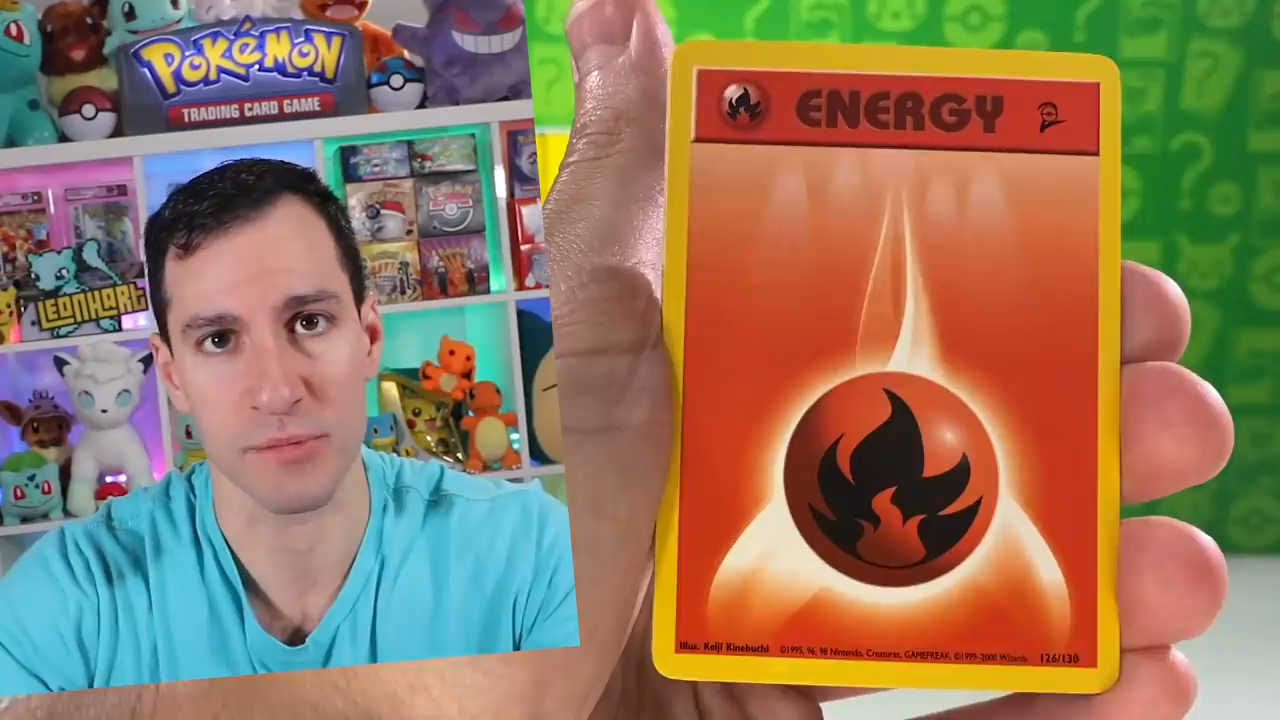 POKéMON
TRADING CARD GAME
LEONHART
ENERGY
Illus. Keiji Kinebuchi ©1995, 96, 98 Nintendo, Creatures, GAMEFREAK, ©1999-2000 Wizards. 126/130